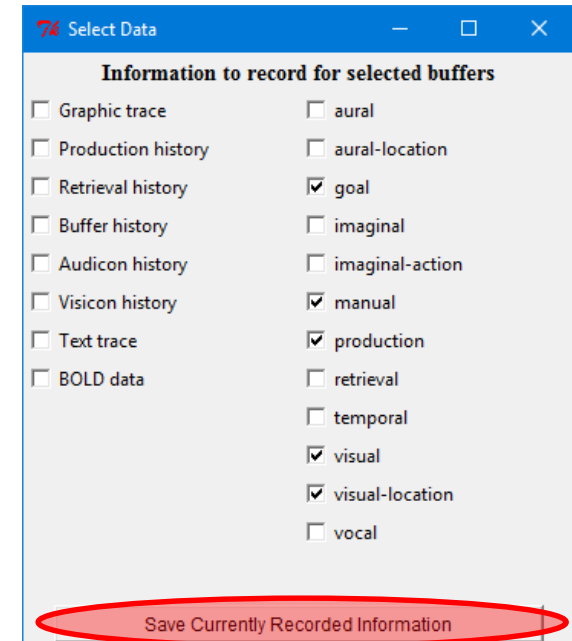 Select Data
Information to record for selected buffers
Graphic trace
Production history
Retrieval history
Buffer history
Audicon history
Visicon history
Text trace
BOLD data
aural
aural-location
goal
imaginal
imaginal-action
manual
production
retrieval
temporal
visual
visual-location
vocal
Save Currently Recorded Information